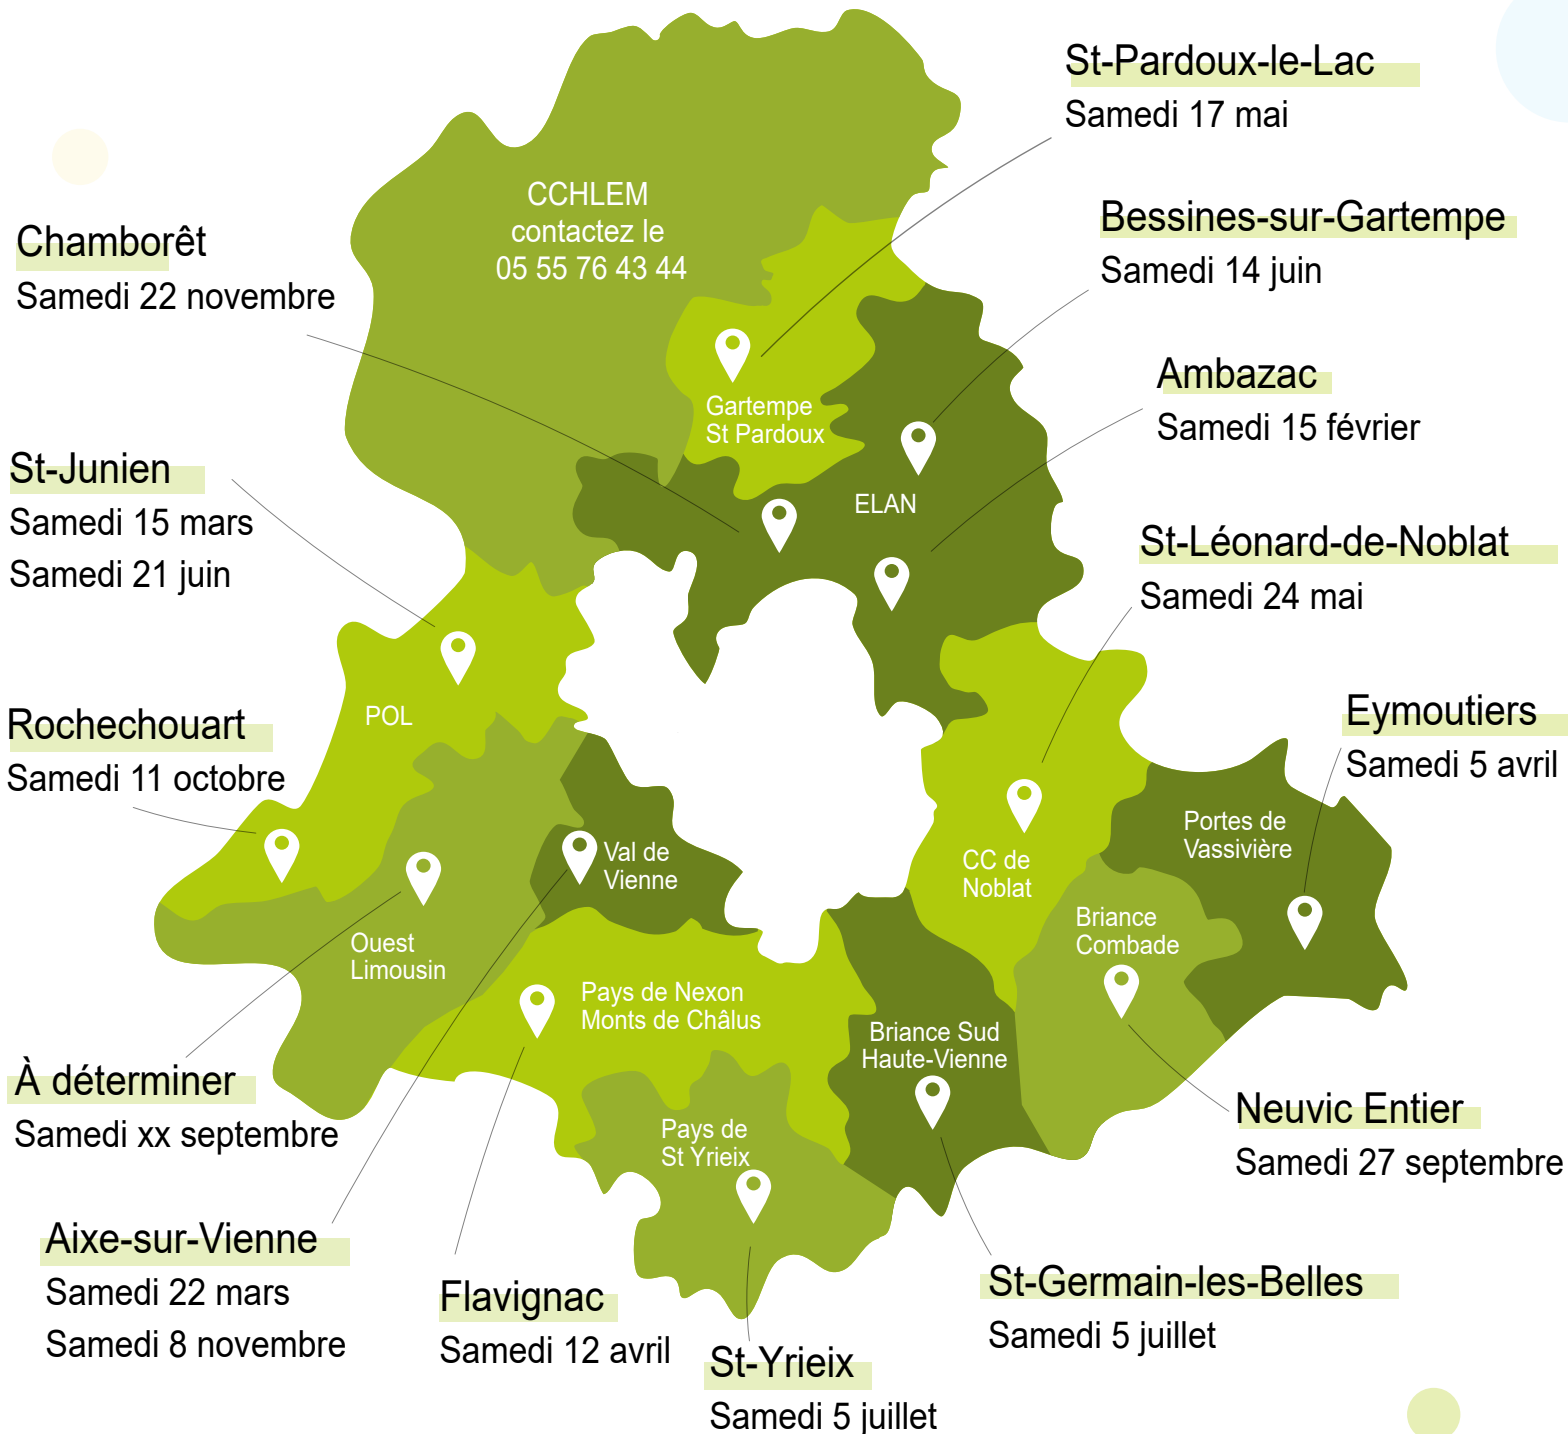 St-Pardoux-le-Lac
Samedi 17 mai
CCHLEM
contactez le
05 55 76 43 44
Bessines-sur-Gartempe
Samedi 14 juin
Chamborêt
Samedi 22 novembre
Ambazac
Samedi 15 février
Gartempe
St Pardoux
St-Junien
Samedi 15 mars
Samedi 21 juin
ELAN
St-Léonard-de-Noblat
Samedi 24 mai
Rochechouart
Samedi 11 octobre
POL
Eymoutiers
Samedi 5 avril
Portes de
Vassivière
Val de
Vienne
CC de
Noblat
Briance
Combade
Ouest
Limousin
Pays de Nexon
Monts de Châlus
Briance Sud
Haute-Vienne
À déterminer
Samedi xx septembre
Neuvic Entier
Samedi 27 septembre
Pays de
St Yrieix
Aixe-sur-Vienne
Samedi 22 mars
Samedi 8 novembre
Flavignac
Samedi 12 avril
St-Germain-les-Belles
Samedi 5 juillet
St-Yrieix
Samedi 5 juillet